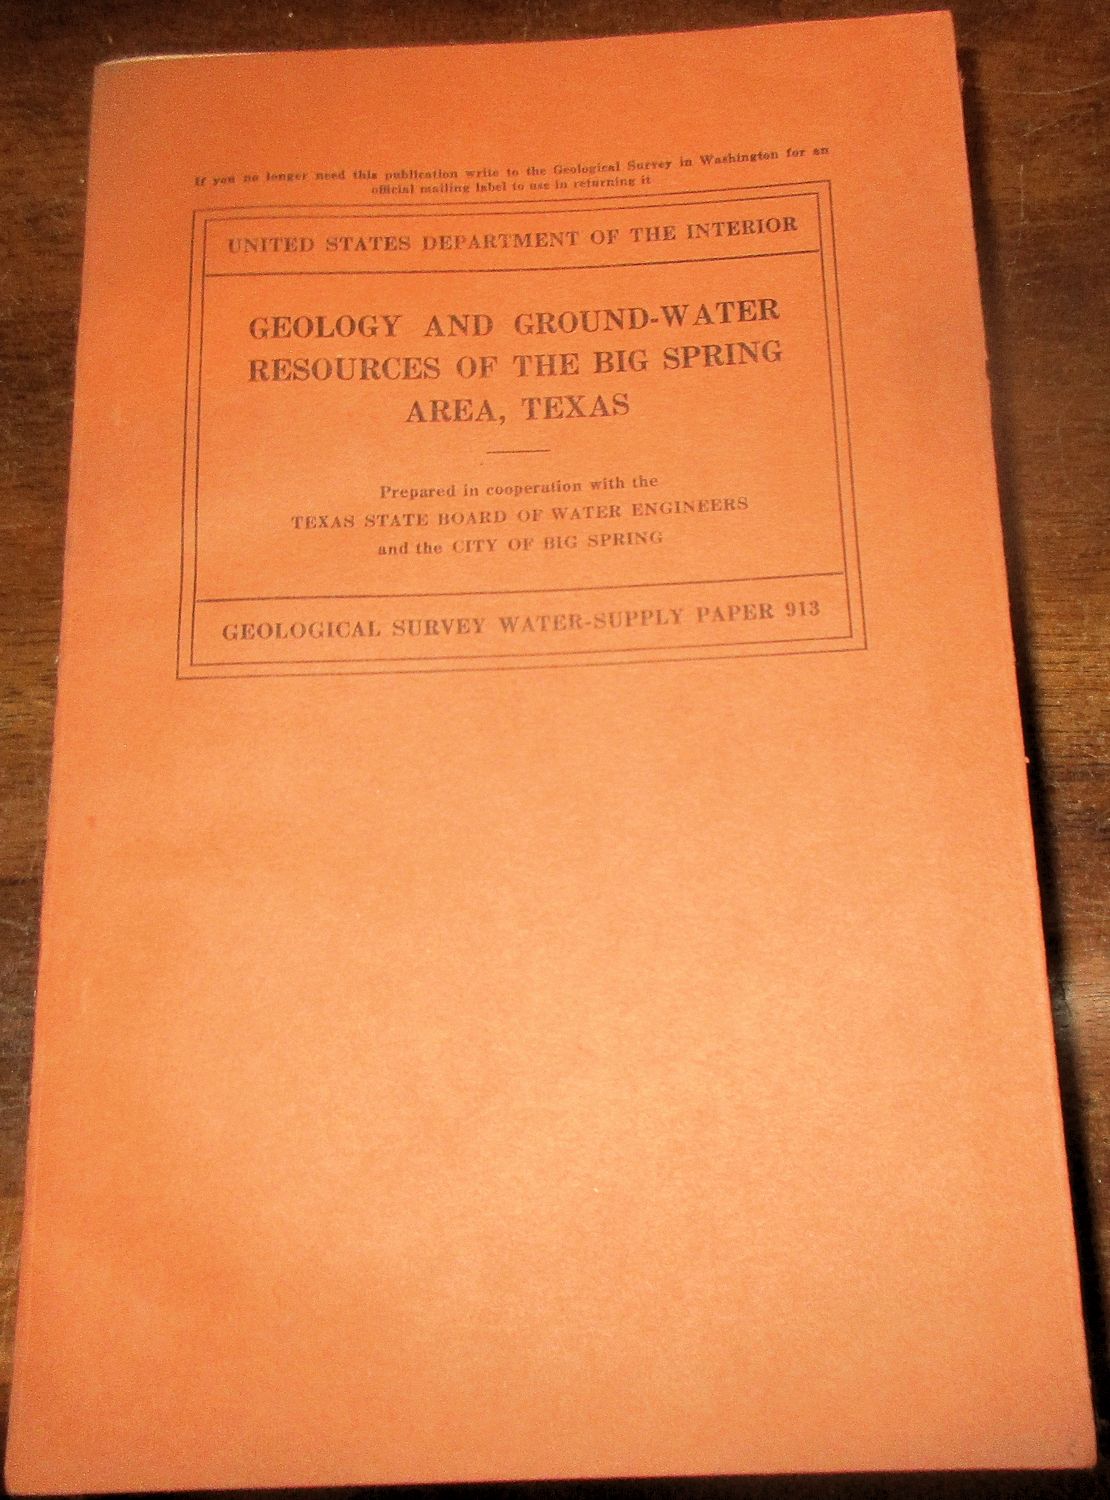 If you no longer need this publication write to the Geological Survey in Washington for an
official mailing label to use in returning it
UNITED STATES DEPARTMENT OF THE INTERIOR
GEOLOGY AND GROUND-WATER
RESOURCES OF THE BIG SPRING
AREA, TEXAS
Prepared in cooperation with the
TEXAS STATE BOARD OF WATER ENGINEERS
and the CITY OF BIG SPRING
GEOLOGICAL SURVEY WATER-SUPPLY PAPER 913